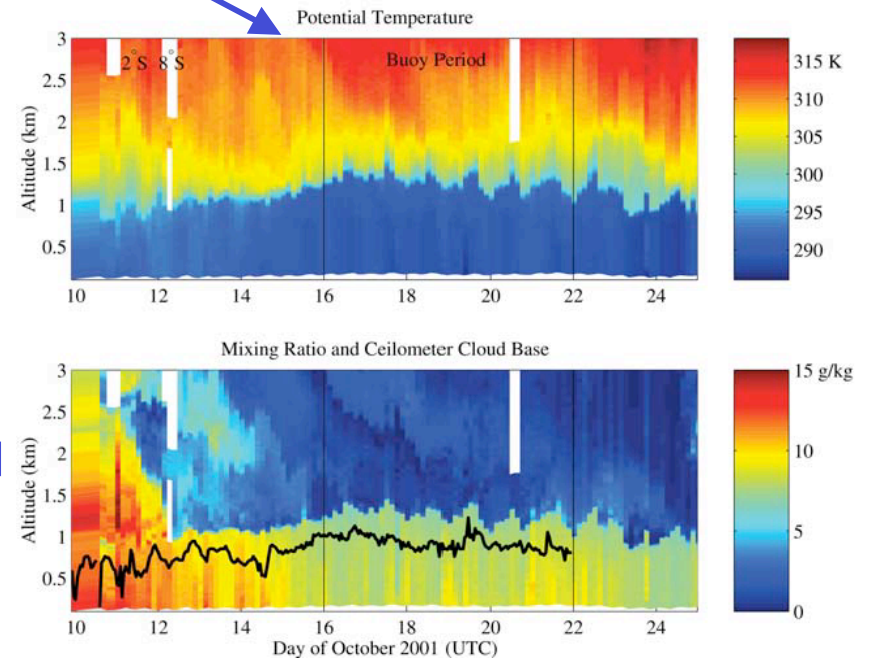 Potential Temperature
3
2.5
2
1.5
1
0.5
Altitude (km)
2°S 8°S
Buoy Period
10 12 14 16 18 20 22 24
315 K
310
305
300
295
290
Mixing Ratio and Ceilometer Cloud Base
3
2.5
2
1.5
1
0.5
Altitude (km)
10 12 14 16 18 20 22 24
Day of October 2001 (UTC)
15 g/kg
10
5
0